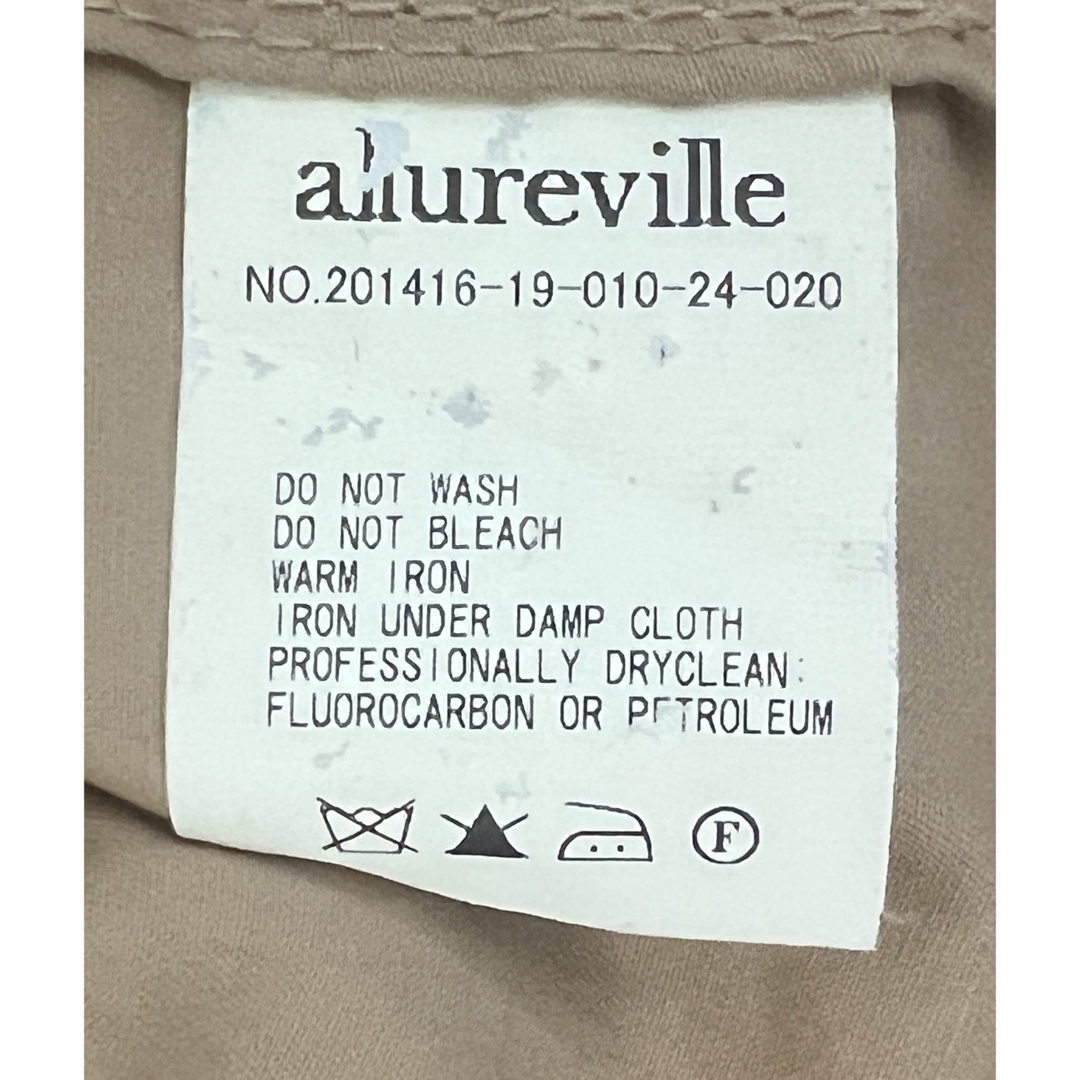 allureville
NO.201416-19-010-24-020
DO NOT WASH
DO NOT BLEACH
WARM IRON
IRON UNDER DAMP CLOTH
PROFESSIONALLY DRYCLEAN:
FLUOROCARBON OR PETROLEUM
F